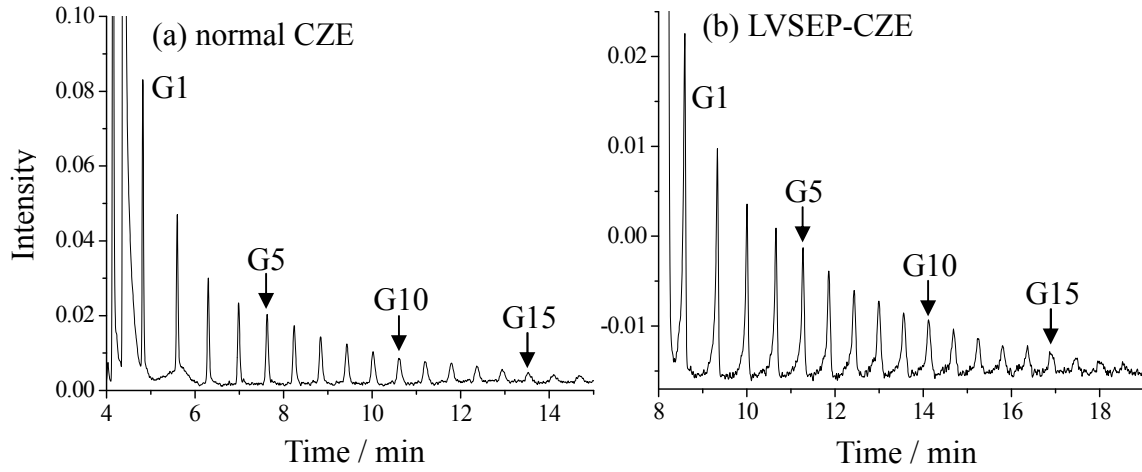 (a) normal CZE
Intensity
0.10
0.08
0.06
0.04
0.02
0.00
G1
G5
G10
G15
4 6 8 10 12 14
Time / min
(b) LVSEP-CZE
0.02
0.01
0.00
-0.01
G1
G5
G10
G15
8 10 12 14 16 18
Time / min